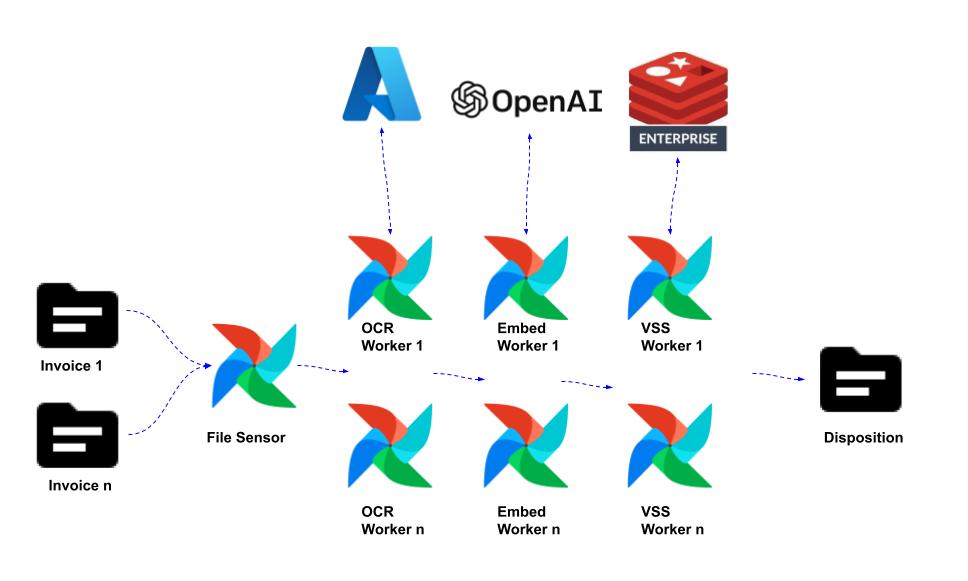 OpenAI
ENTERPRISE
OCR
Worker 1
Embed
Worker 1
VSS
Worker 1
Invoice 1
File Sensor
Disposition
Invoice n
OCR
Worker n
Embed
Worker n
VSS
Worker n